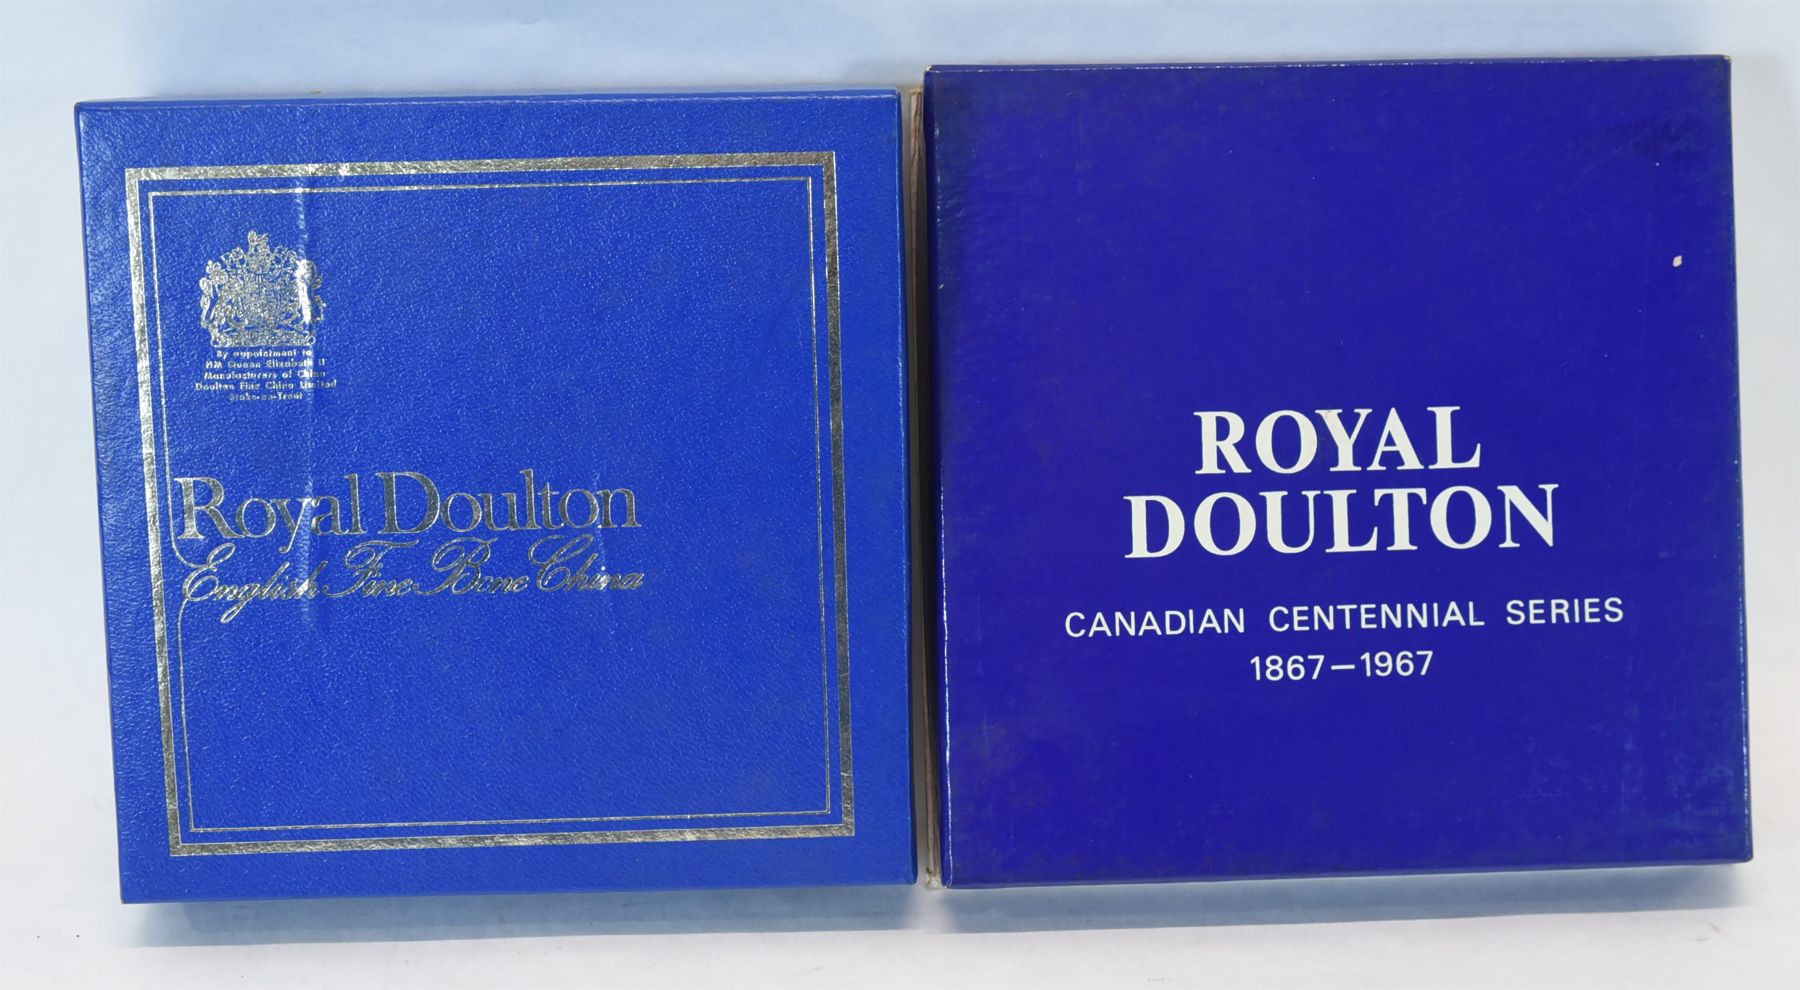 By appointment to
HM Queen Elizabeth II
Manufacturers of China
Doulton Fine China Limited
Stoke-on-Trent
Royal Doulton
English Fine Bone China
ROYAL
DOULTON
CANADIAN CENTENNIAL SERIES
1867–1967